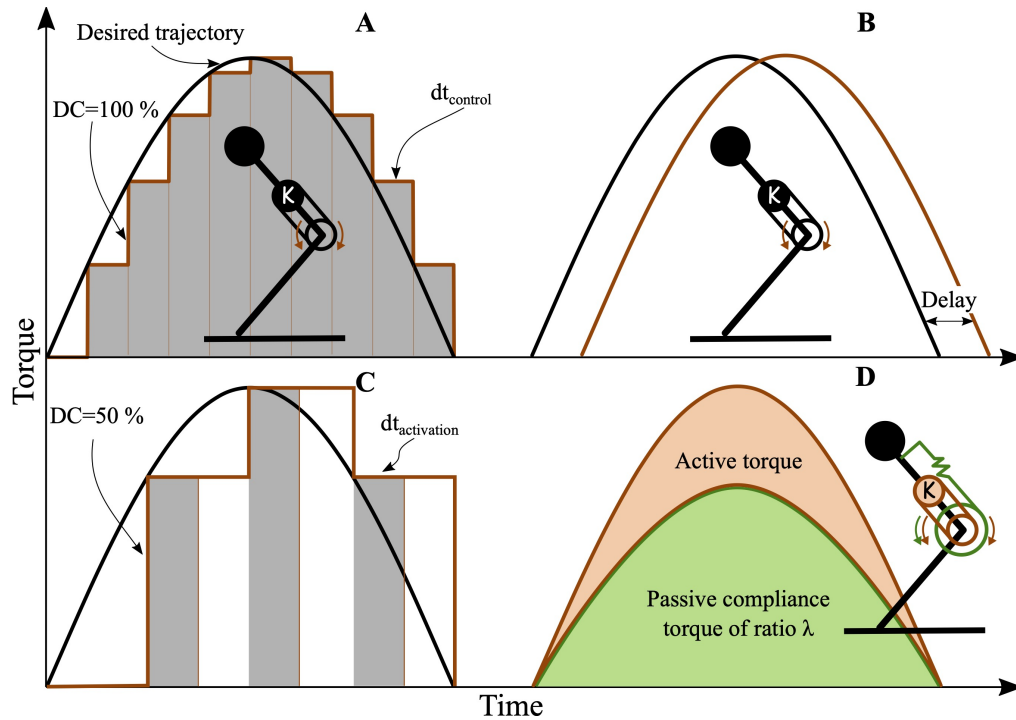 A
B
Desired trajectory
DC=100 %
dt_control
K
K
Delay
Torque
C
D
DC=50 %
dt_activation
Active torque
K
Passive compliance
torque of ratio λ
Time